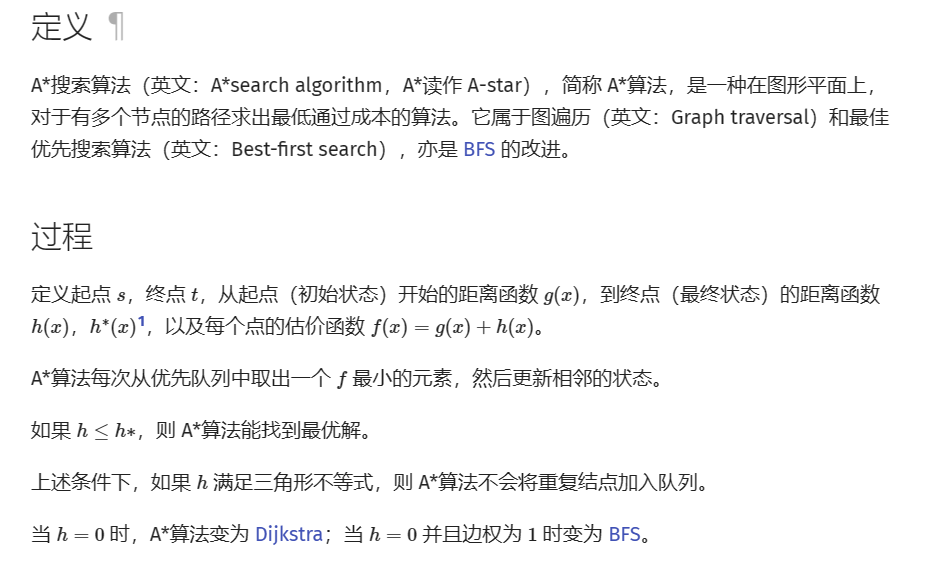 定义 ¶
A*搜索算法（英文：A*search algorithm，A*读作 A-star），简称 A*算法，是一种在图形平面上，
对于有多个节点的路径求出最低通过成本的算法。它属于图遍历（英文：Graph traversal）和最佳
优先搜索算法（英文：Best-first search），亦是 BFS 的改进。
过程
定义起点 s，终点 t，从起点（初始状态）开始的距离函数 g(x)，到终点（最终状态）的距离函数
h(x)，h*(x)¹，以及每个点的估价函数 f(x) = g(x) + h(x)。
A*算法每次从优先队列中取出一个 f 最小的元素，然后更新相邻的状态。
如果 h ≤ h*，则 A*算法能找到最优解。
上述条件下，如果 h 满足三角形不等式，则 A*算法不会将重复结点加入队列。
当 h = 0 时，A*算法变为 Dijkstra；当 h = 0 并且边权为 1 时变为 BFS。